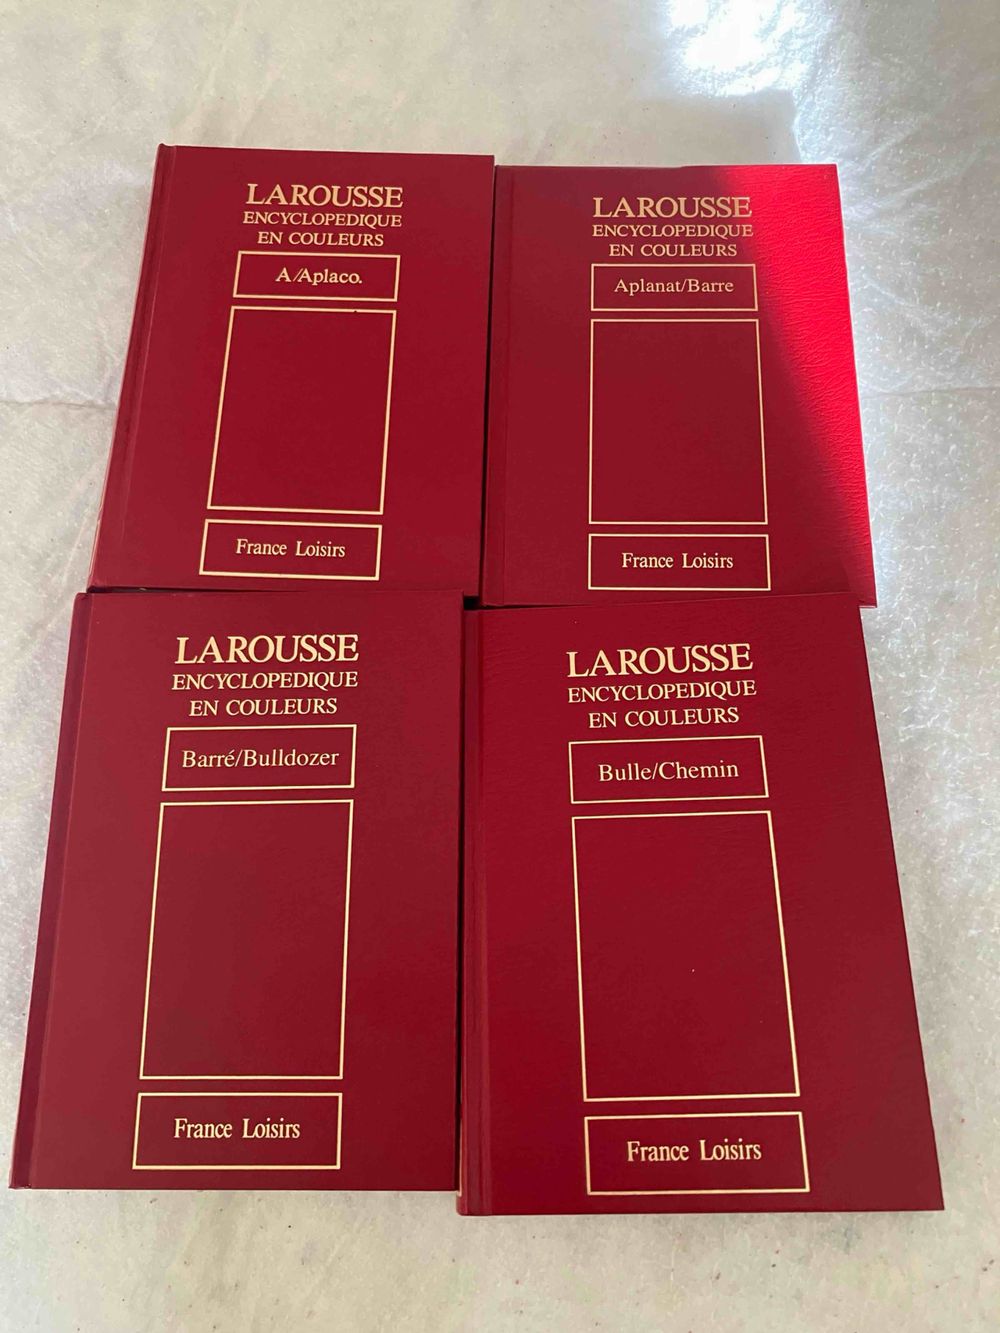 LAROUSSE
ENCYCLOPEDIQUE
EN COULEURS
A/Aplaco.
France Loisirs
LAROUSSE
ENCYCLOPEDIQUE
EN COULEURS
Aplanat/Barre
France Loisirs
LAROUSSE
ENCYCLOPEDIQUE
EN COULEURS
Barré/Bulldozer
France Loisirs
LAROUSSE
ENCYCLOPEDIQUE
EN COULEURS
Bulle/Chemin
France Loisirs